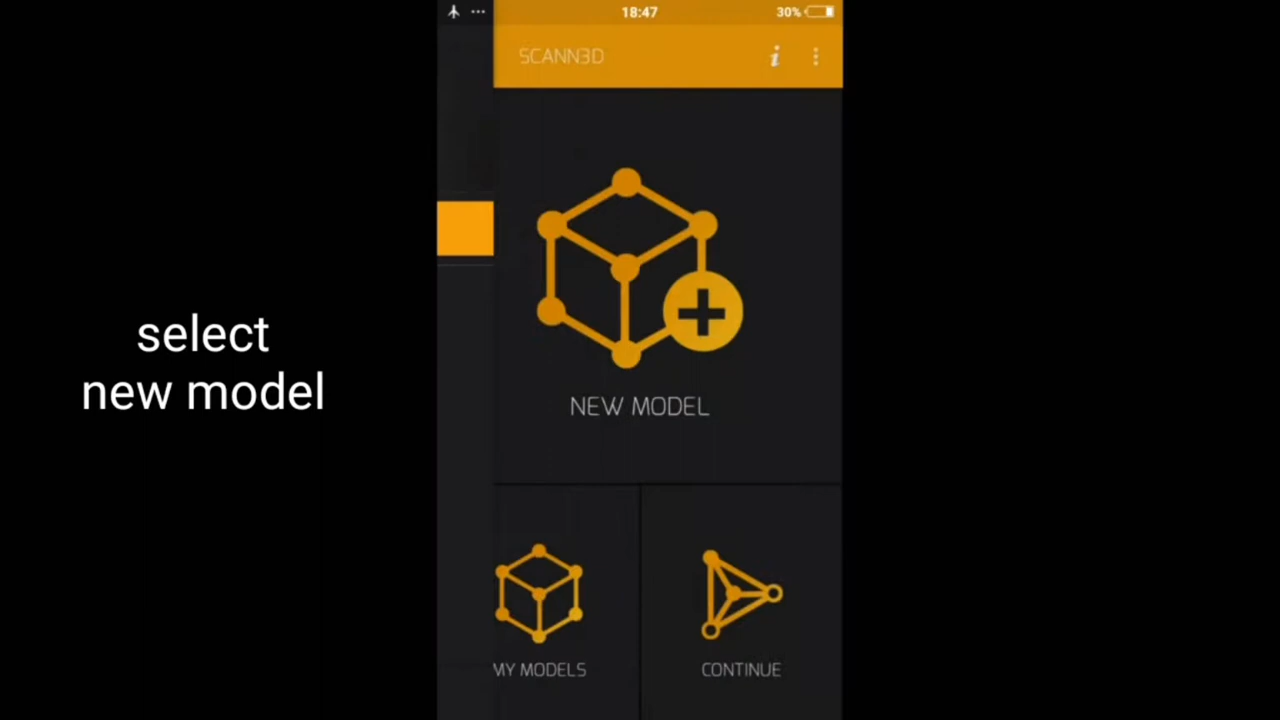 18:47
30%
SCANN3D
i
select
new model
NEW MODEL
MY MODELS
CONTINUE